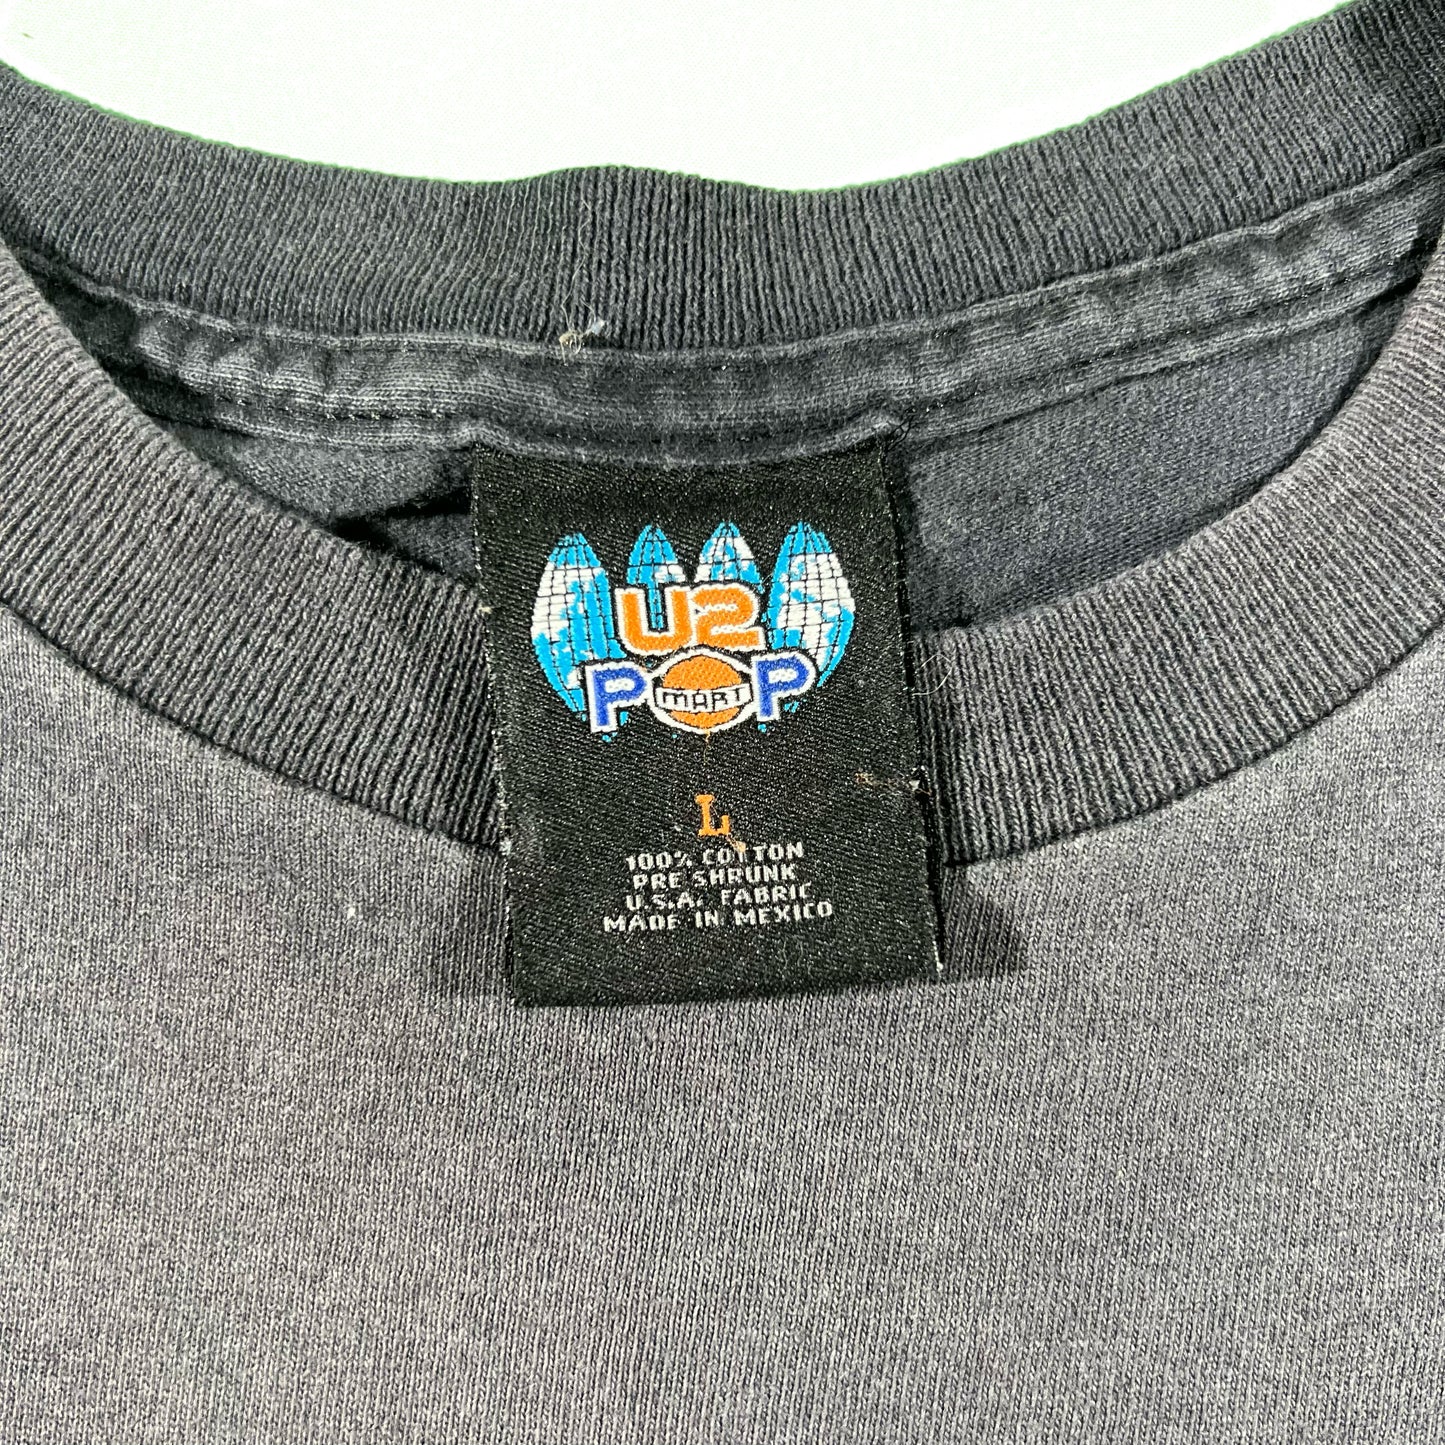 U2
POP
MART
L
100% COTTON
PRE SHRUNK
U.S.A. FABRIC
MADE IN MEXICO